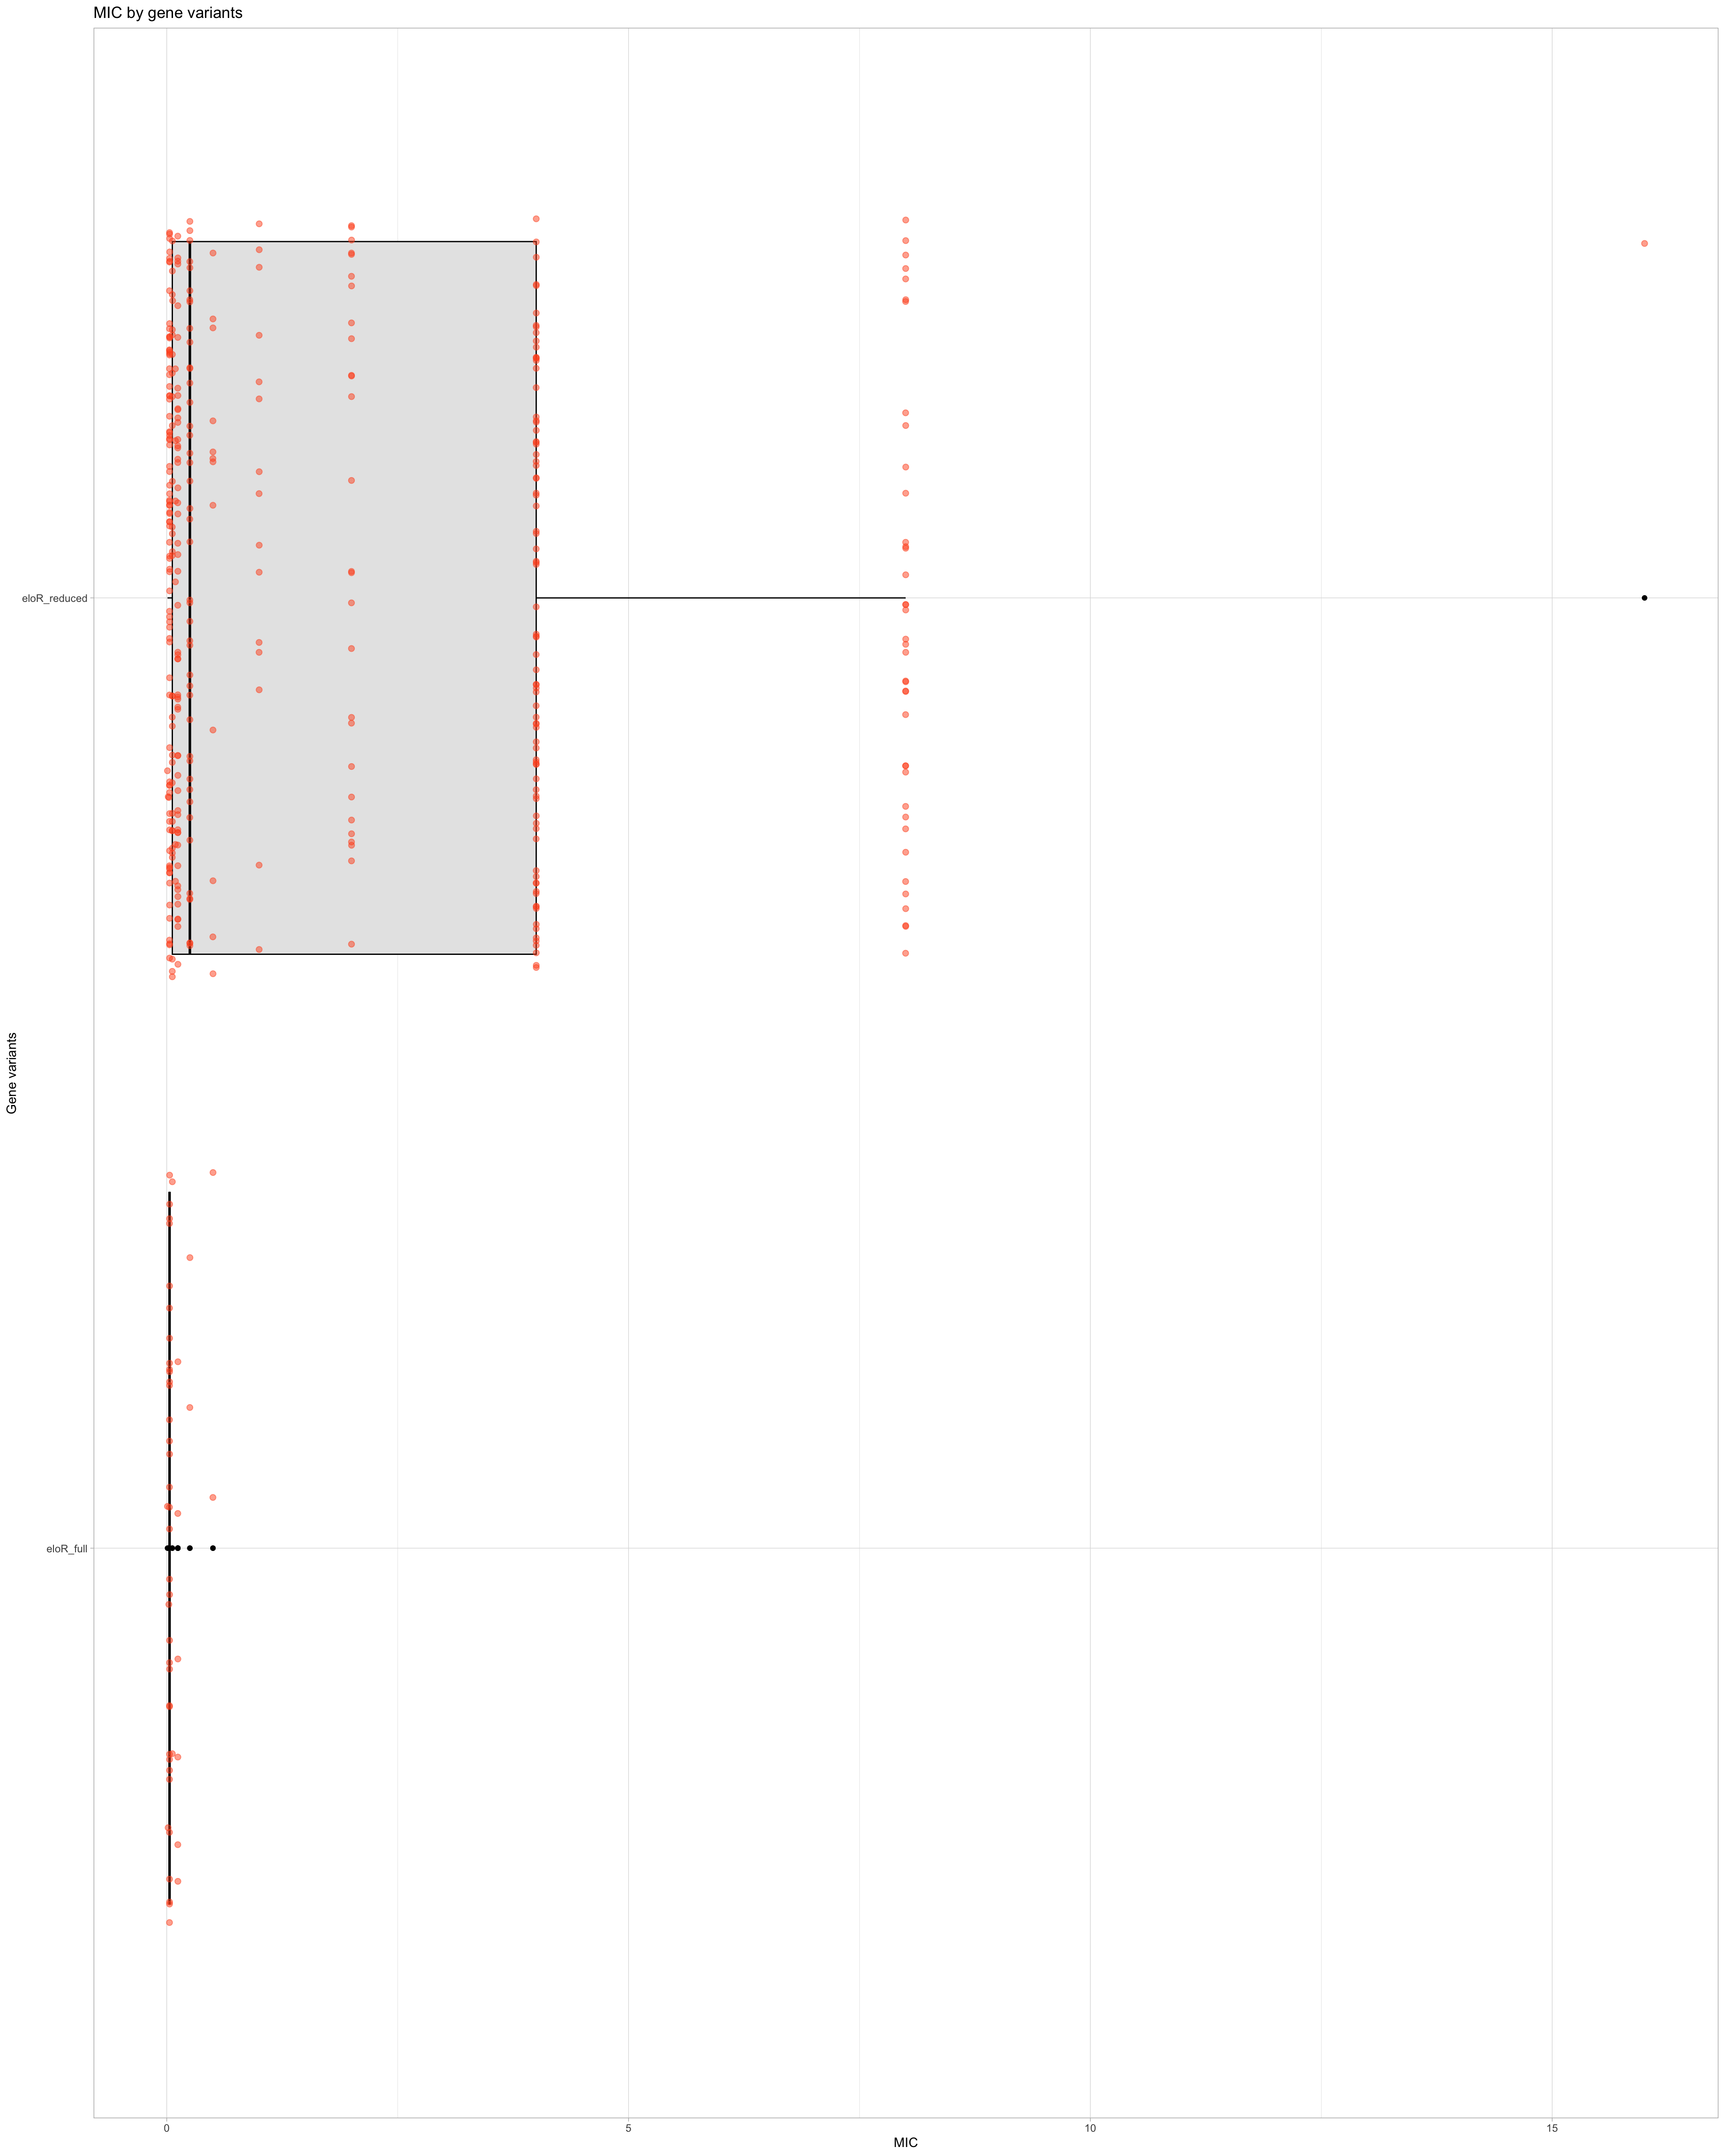 MIC by gene variants
eloR_reduced
Gene variants
eloR_full
0 5 10 15
MIC